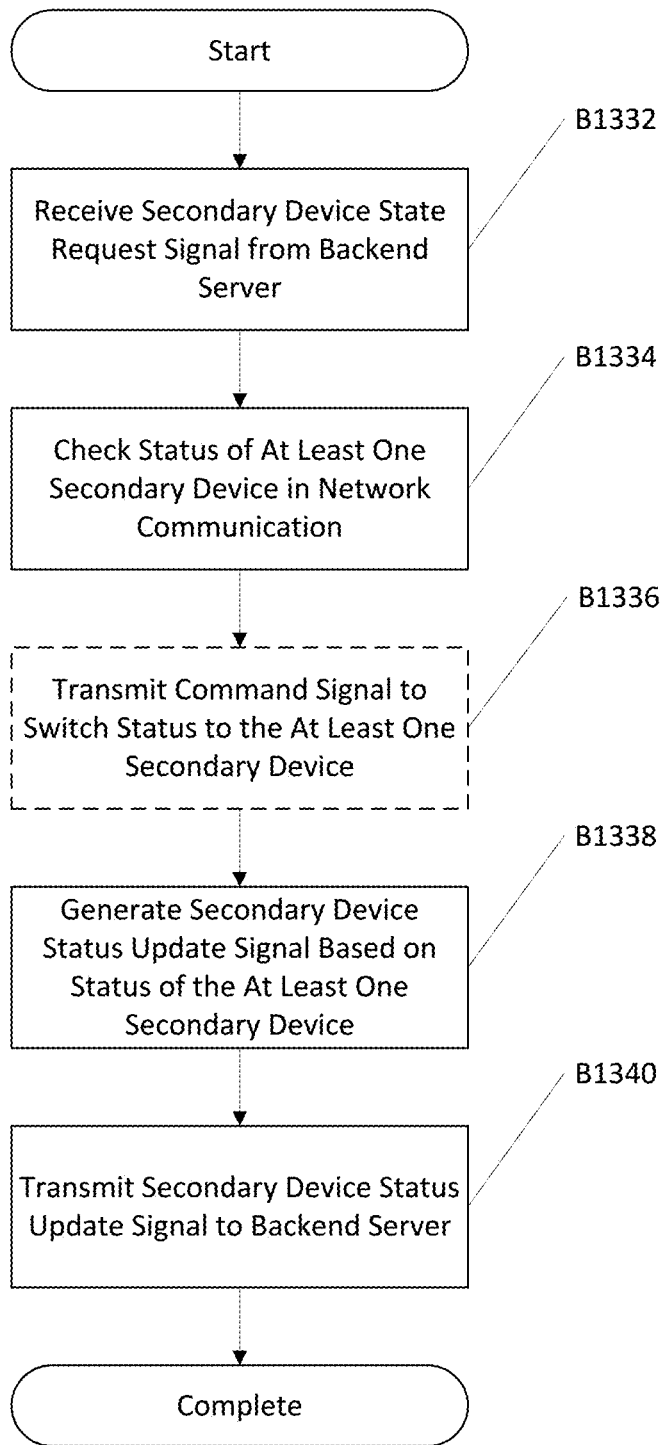 Start
B1332
Receive Secondary Device State
Request Signal from Backend
Server
B1334
Check Status of At Least One
Secondary Device in Network
Communication
B1336
Transmit Command Signal to
Switch Status to the At Least One
Secondary Device
B1338
Generate Secondary Device
Status Update Signal Based on
Status of the At Least One
Secondary Device
B1340
Transmit Secondary Device Status
Update Signal to Backend Server
Complete